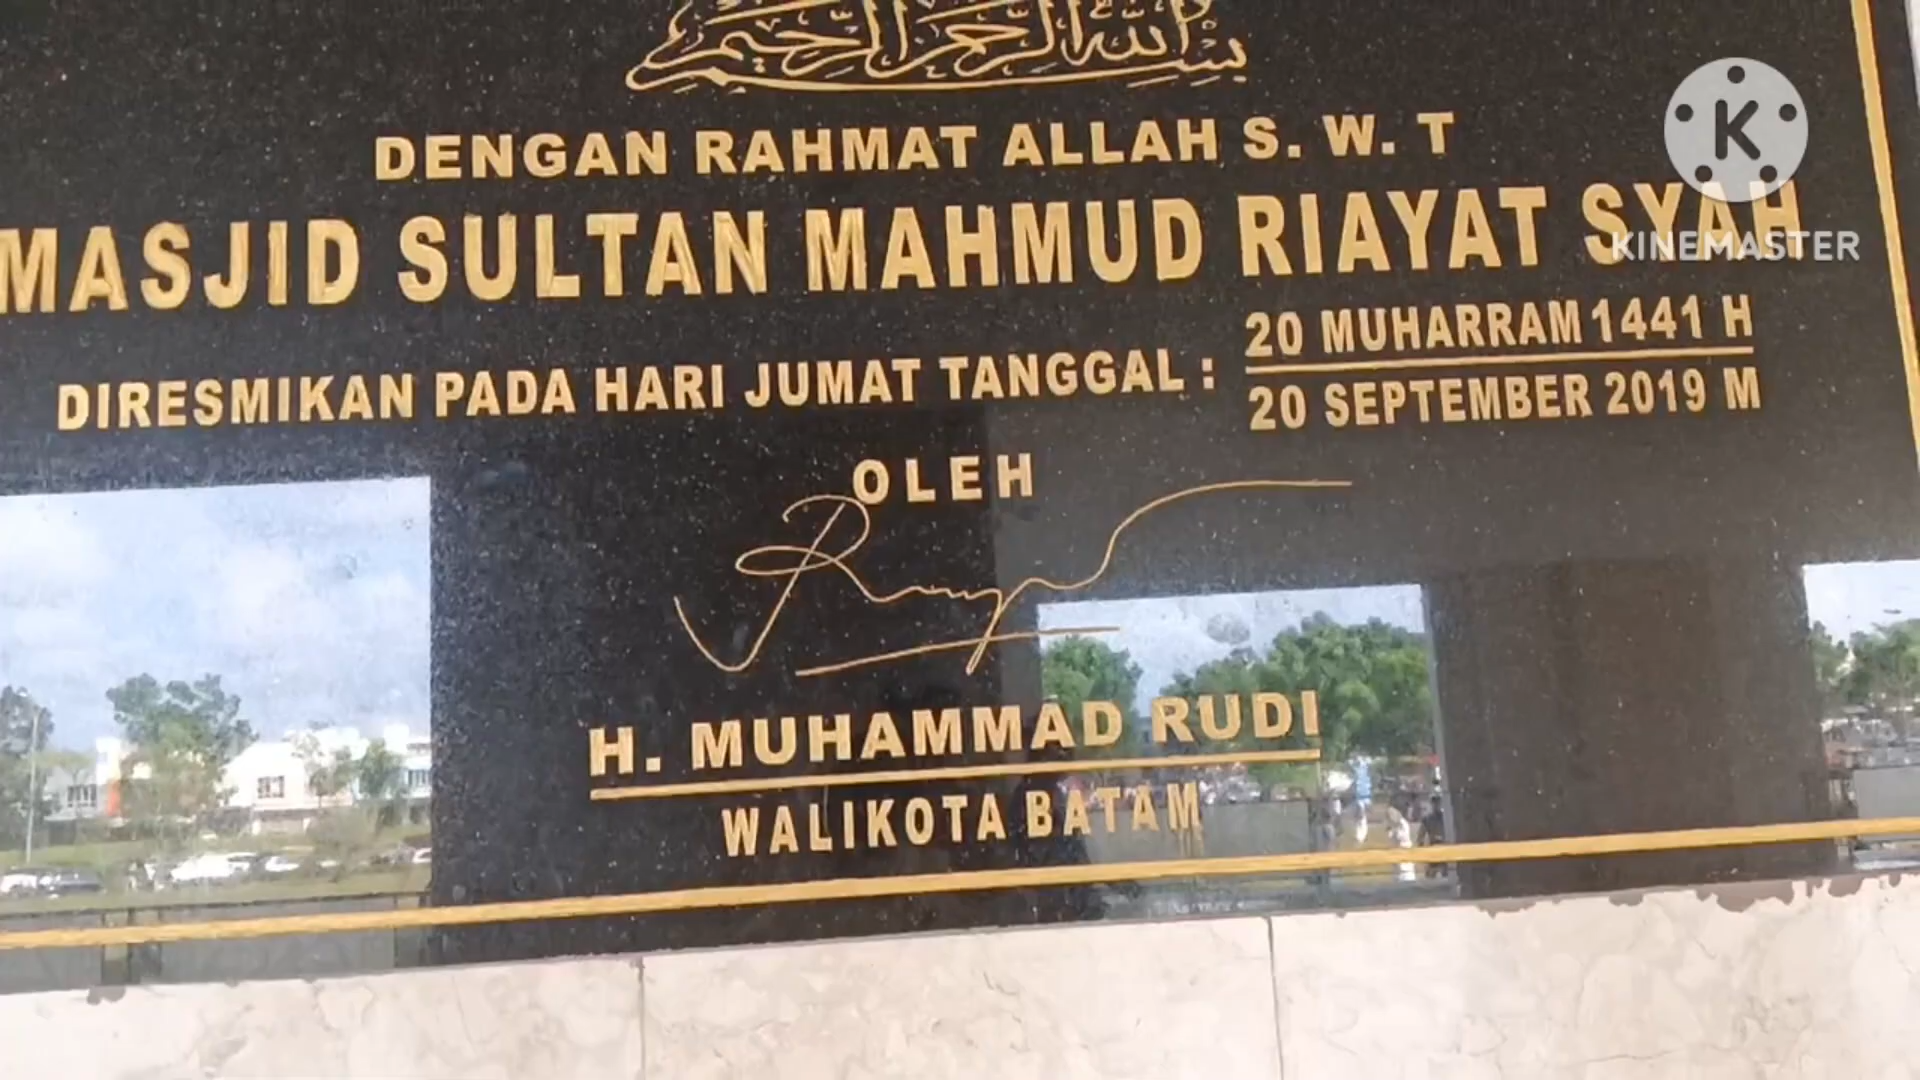 بسم الله الرحمن الرحيم
DENGAN RAHMAT ALLAH S. W. T
MASJID SULTAN MAHMUD RIAYAT SYAH
DIRESMIKAN PADA HARI JUMAT TANGGAL :
20 MUHARRAM 1441 H
20 SEPTEMBER 2019 M
OLEH
H. MUHAMMAD RUDI
WALIKOTA BATAM
K
KINEMASTER